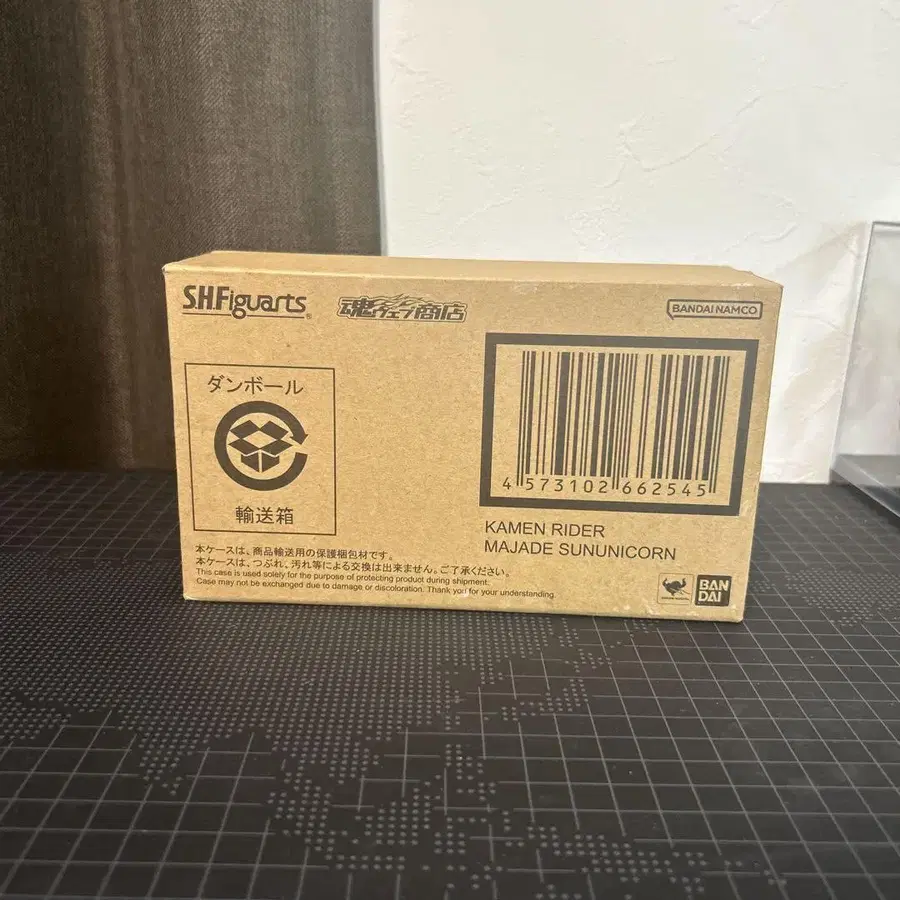 S.H.Figuarts®
魂ウェブ商店
BANDAI NAMCO
ダンボール
輸送箱
4 573102 662545
KAMEN RIDER
MAJADE SUNUNICORN
本ケースは、商品輸送用の保護梱包材です。
本ケースは、つぶれ、汚れ等による交換は出来ません。ご了承ください。
This case is used solely for the purpose of protecting product during shipment.
Case may not be exchanged due to damage or discoloration. Thank you for your understanding.
BAN
DAI